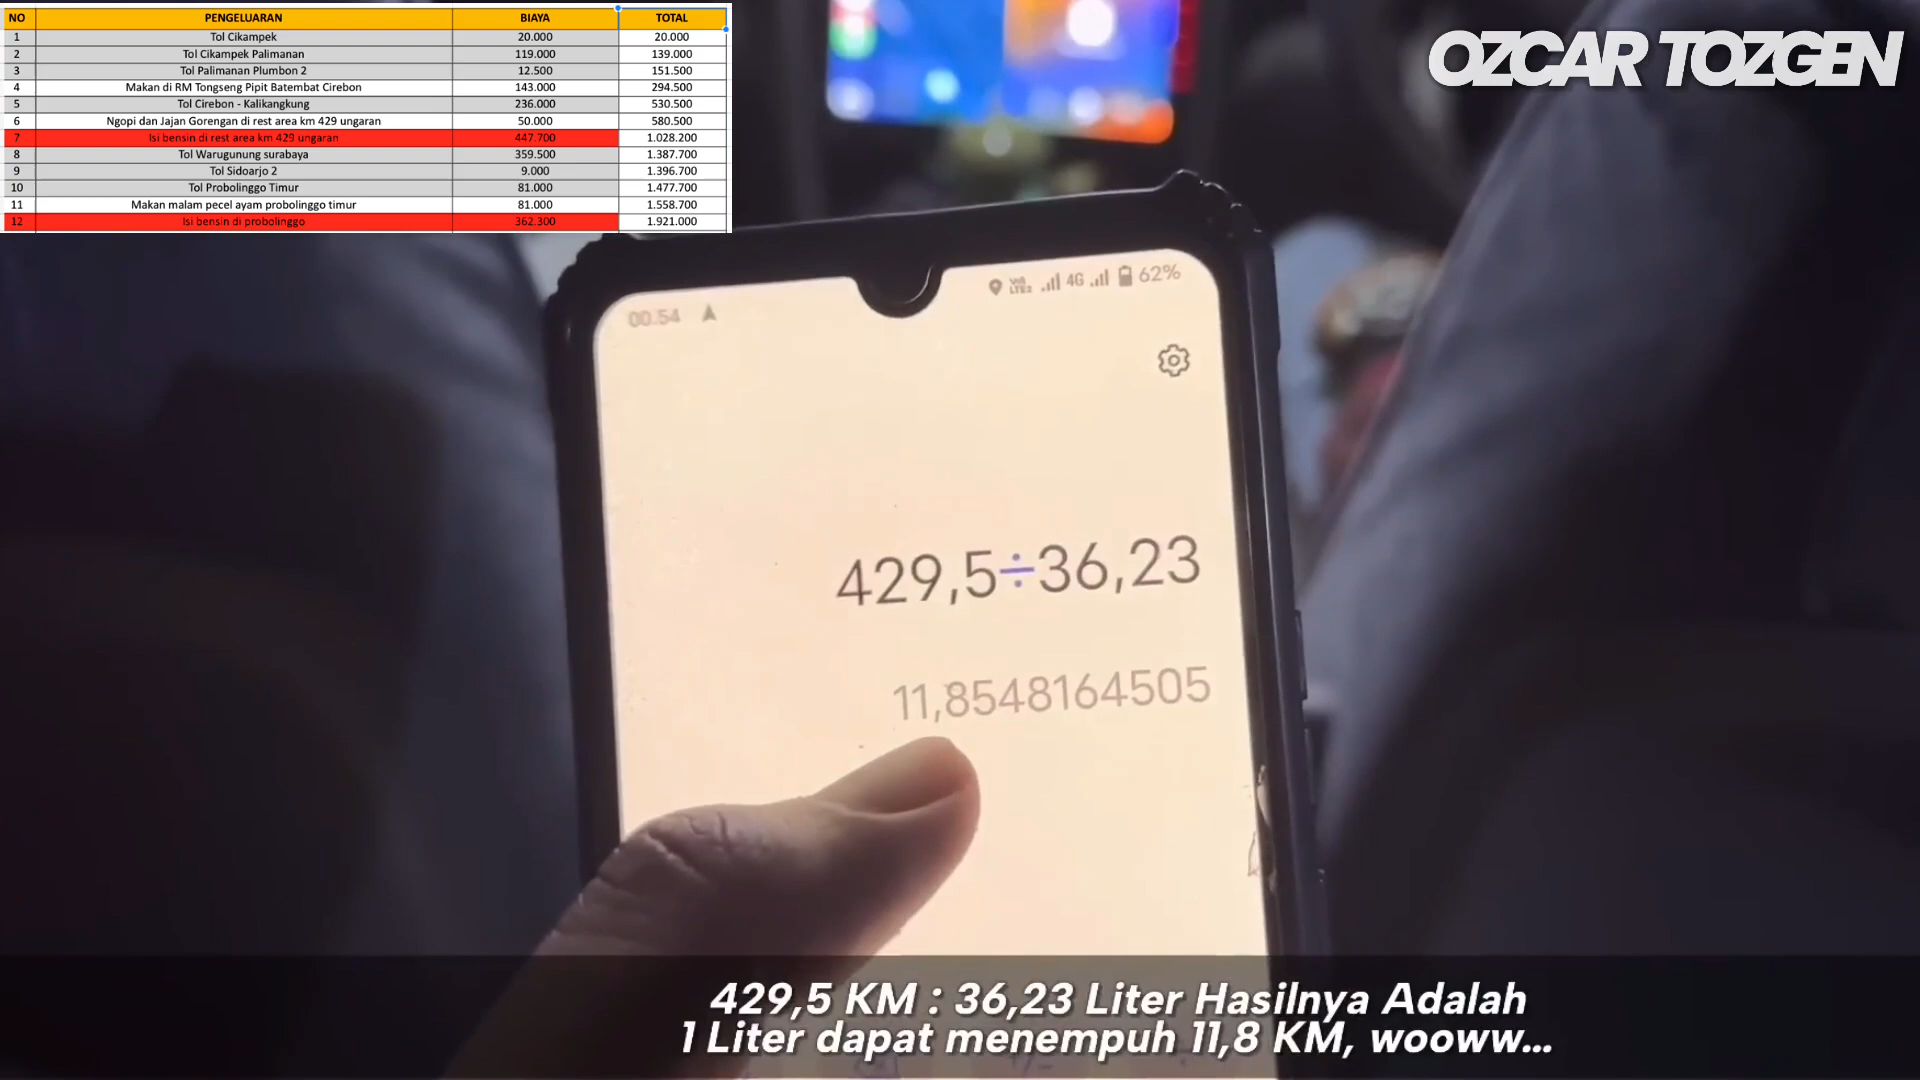 NO PENGELUARAN BIAYA TOTAL
1 Tol Cikampek 20.000 20.000
2 Tol Cikampek Palimanan 119.000 139.000
3 Tol Palimanan Plumbon 2 12.500 151.500
4 Makan di RM Tongseng Pipit Batembat Cirebon 143.000 294.500
5 Tol Cirebon - Kalikangkung 236.000 530.500
6 Ngopi dan Jajan Gorengan di rest area km 429 ungaran 50.000 580.500
7 Isi bensin di rest area km 429 ungaran 447.700 1.028.200
8 Tol Warugunung surabaya 359.500 1.387.700
9 Tol Sidoarjo 2 9.000 1.396.700
10 Tol Probolinggo Timur 81.000 1.477.700
11 Makan malam pecel ayam probolinggo timur 81.000 1.558.700
12 Isi bensin di probolinggo 362.300 1.921.000
OZCAR TOZGEN
00.54 4G 62%
429,5÷36,23
11,8548164505
429,5 KM : 36,23 Liter Hasilnya Adalah
1 Liter dapat menempuh 11,8 KM, wooww...